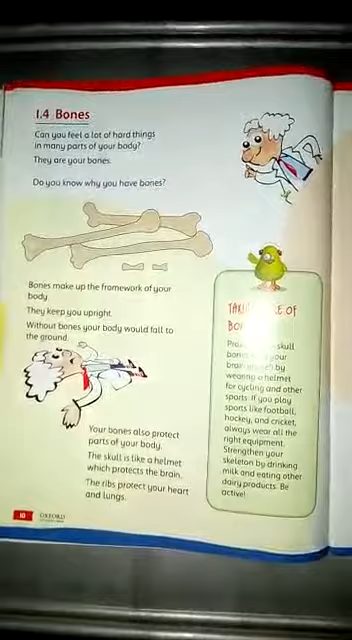 1.4 Bones
Can you feel a lot of hard things
in many parts of your body?
They are your bones.
Do you know why you have bones?
Bones make up the framework of your
body.
They keep you upright.
Without bones your body would fall to
the ground.
Your bones also protect
parts of your body.
The skull is like a helmet
which protects the brain.
The ribs protect your heart
and lungs.
OF
skull
your
by
wearing a helmet
for cycling and other
sports. If you play
sports like football,
hockey, and cricket,
always wear all the
right equipment.
Strengthen your
skeleton by drinking
milk and eating other
dairy products. Be
active!
10
OXFORD